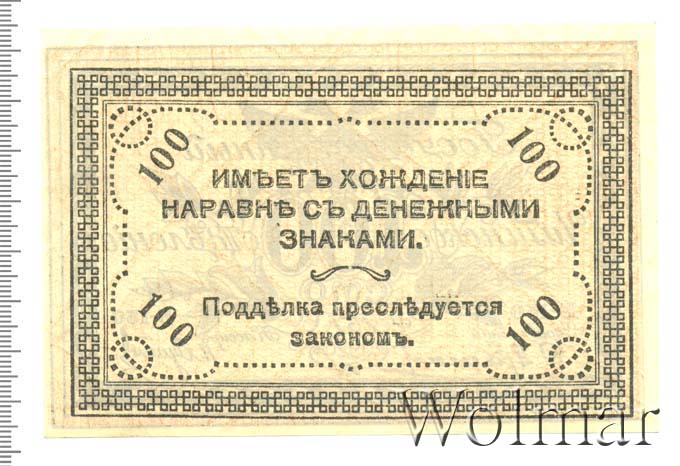 100 100
ИМѢЕТЪ ХОЖДЕНІЕ
НАРАВНѢ СЪ ДЕНЕЖНЫМИ
ЗНАКАМИ.
Поддѣлка преслѣдуется
закономъ.
100 100
Wolmar